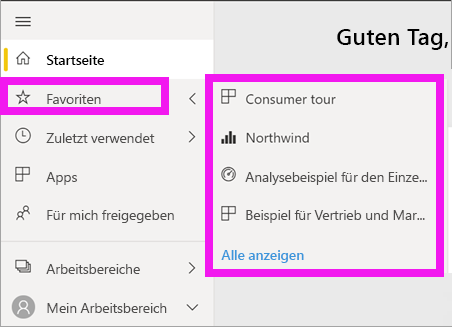 Guten Tag,
Startseite
Favoriten
Zuletzt verwendet
Apps
Für mich freigegeben
Arbeitsbereiche
Mein Arbeitsbereich
Consumer tour
Northwind
Analysebeispiel für den Einze...
Beispiel für Vertrieb und Mar...
Alle anzeigen